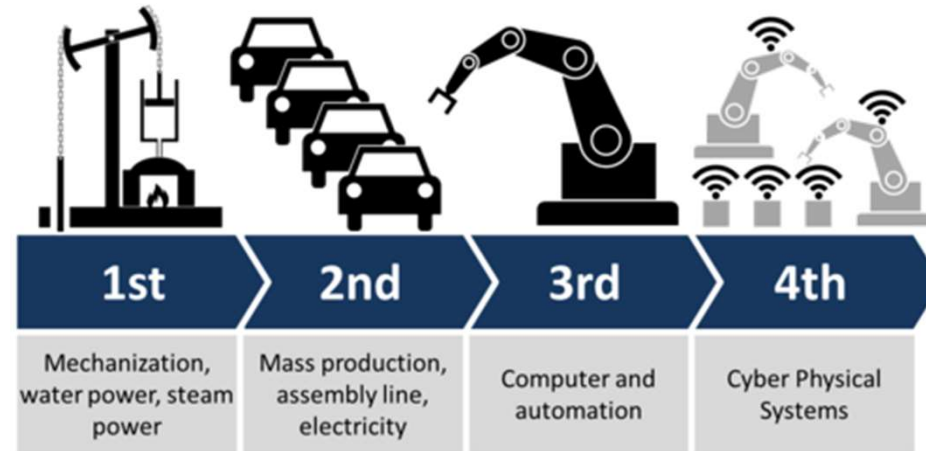 1st
2nd
3rd
4th
Mechanization,
water power, steam
power
Mass production,
assembly line,
electricity
Computer and
automation
Cyber Physical
Systems